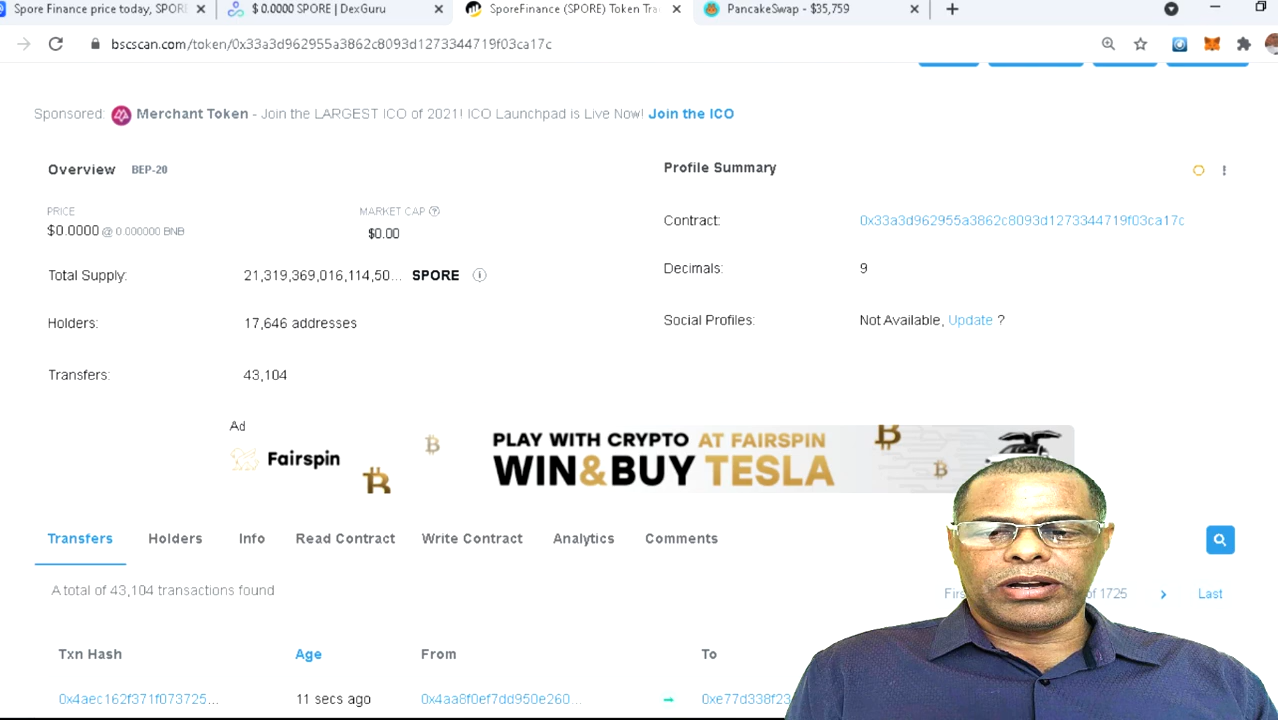 Spore Finance price today, SPORE
$ 0.0000 SPORE | DexGuru
SporeFinance (SPORE) Token Tra
PancakeSwap - $35,759
bscscan.com/token/0x33a3d962955a3862c8093d1273344719f03ca17c
Sponsored: Merchant Token - Join the LARGEST ICO of 2021! ICO Launchpad is Live Now! Join the ICO
Overview BEP-20
PRICE
$0.0000 @ 0.000000 BNB
MARKET CAP
$0.00
Total Supply: 21,319,369,016,114,50... SPORE
Holders: 17,646 addresses
Transfers: 43,104
Profile Summary
Contract: 0x33a3d962955a3862c8093d1273344719f03ca17c
Decimals: 9
Social Profiles: Not Available, Update ?
Ad
Fairspin
PLAY WITH CRYPTO AT FAIRSPIN
WIN&BUY TESLA
Transfers Holders Info Read Contract Write Contract Analytics Comments
A total of 43,104 transactions found
of 1725 Last
Txn Hash Age From To
0x4aec162f371f073725... 11 secs ago 0x4aa8f0ef7dd950e260... 0xe77d338f23